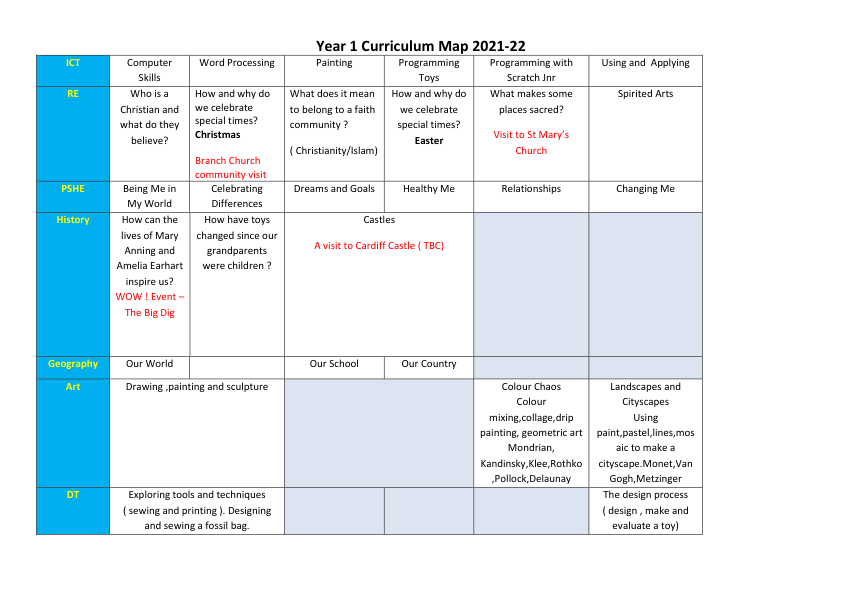 Year 1 Curriculum Map 2021-22
ICT
Computer
Skills
Word Processing
Painting
Programming
Toys
Programming with
Scratch Jnr
Using and  Applying
RE
Who is a
Christian and
what do they
believe?
How and why do
we celebrate
special times?
Christmas
Branch Church
community visit
What does it mean
to belong to a faith
community ?
( Christianity/Islam)
How and why do
we celebrate
special times?
Easter
What makes some
places sacred?
Visit to St Mary’s
Church
Spirited Arts
PSHE
Being Me in
My World
Celebrating
Differences
Dreams and Goals
Healthy Me
Relationships
Changing Me
History
How can the
lives of Mary
Anning and
Amelia Earhart
inspire us?
WOW ! Event –
The Big Dig
How have toys
changed since our
grandparents
were children ?
Castles
A visit to Cardiff Castle ( TBC)
Geography
Our World
Our School
Our Country
Art
Drawing ,painting and sculpture
Colour Chaos
Colour
mixing,collage,drip
painting, geometric art
Mondrian,
Kandinsky,Klee,Rothko
,Pollock,Delaunay
Landscapes and
Cityscapes
Using
paint,pastel,lines,mos
aic to make a
cityscape.Monet,Van
Gogh,Metzinger
DT
Exploring tools and techniques
( sewing and printing ). Designing
and sewing a fossil bag.
The design process
( design , make and
evaluate a toy)